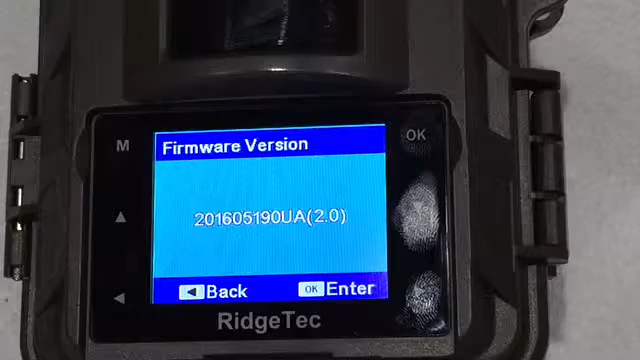 M
OK
Firmware Version
▲
201605190UA(2.0)
◀
◀ Back
OK Enter
RidgeTec